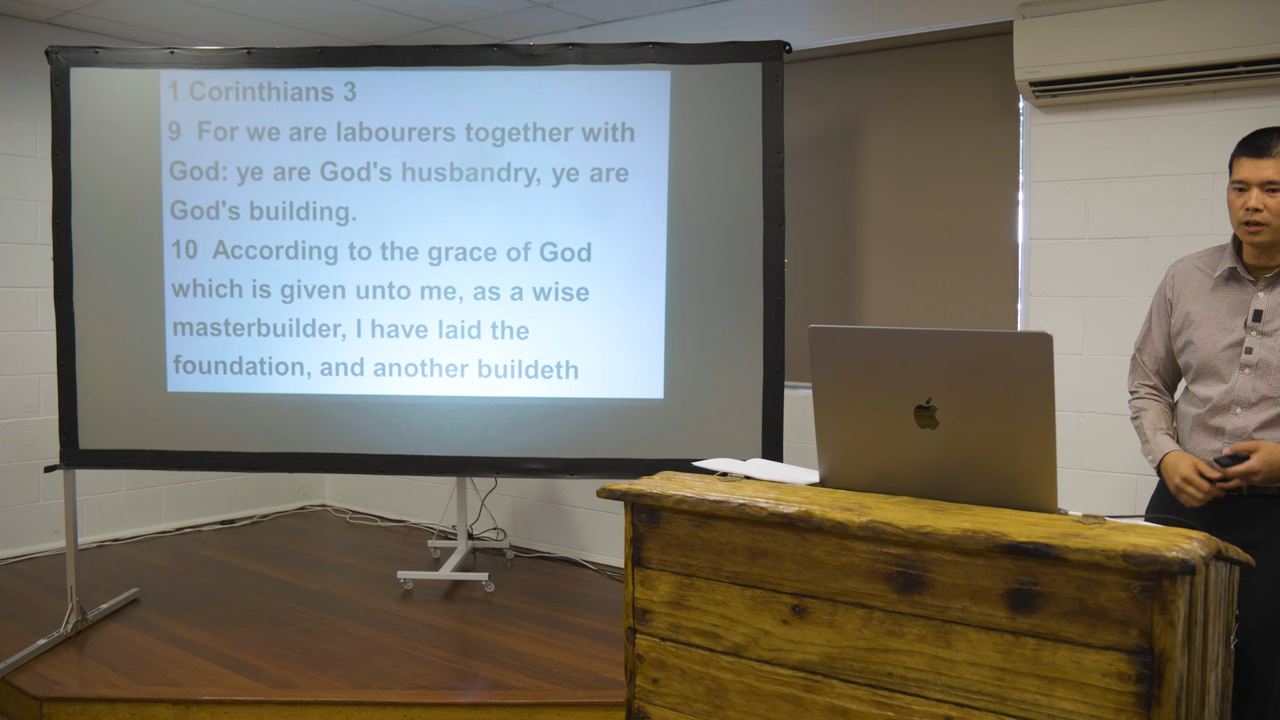 1 Corinthians 3
9 For we are labourers together with
God: ye are God's husbandry, ye are
God's building.
10 According to the grace of God
which is given unto me, as a wise
masterbuilder, I have laid the
foundation, and another buildeth